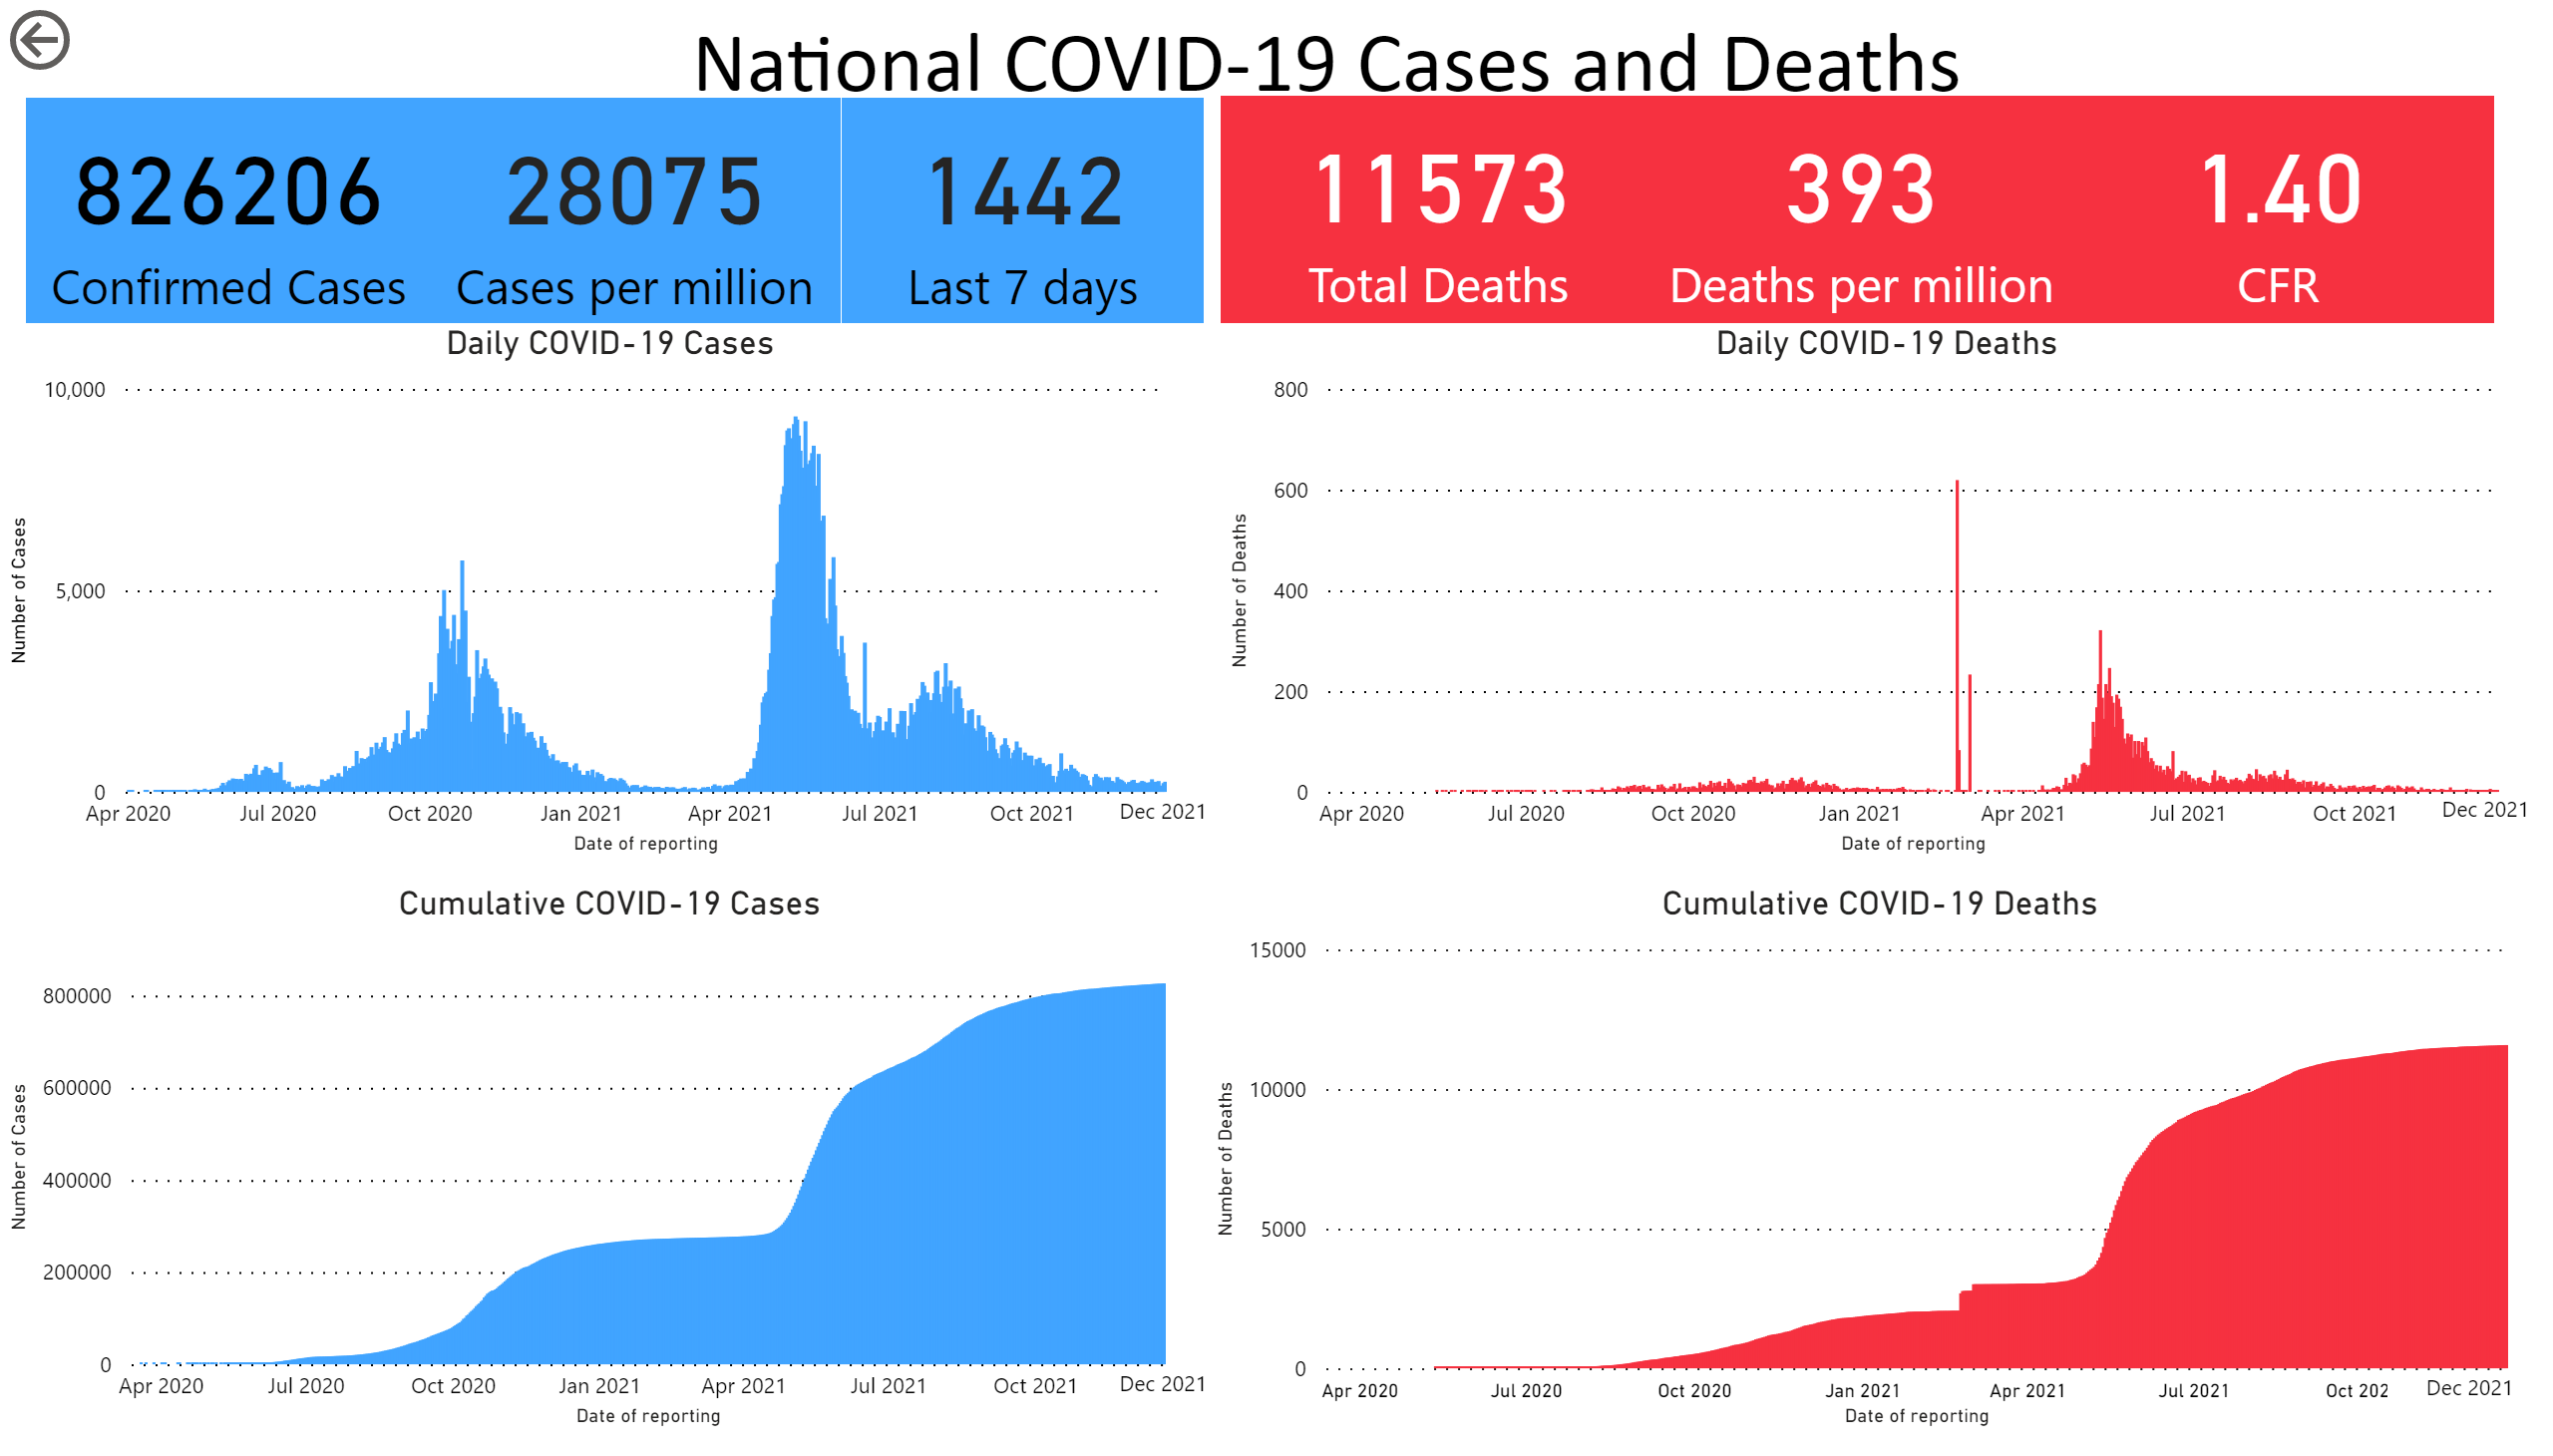 National COVID-19 Cases and Deaths
826206
Confirmed Cases
28075
Cases per million
1442
Last 7 days
11573
Total Deaths
393
Deaths per million
1.40
CFR
Daily COVID-19 Cases
Number of Cases
10,000
5,000
0
Apr 2020 Jul 2020 Oct 2020 Jan 2021 Apr 2021 Jul 2021 Oct 2021 Dec 2021
Date of reporting
Daily COVID-19 Deaths
Number of Deaths
800
600
400
200
0
Apr 2020 Jul 2020 Oct 2020 Jan 2021 Apr 2021 Jul 2021 Oct 2021 Dec 2021
Date of reporting
Cumulative COVID-19 Cases
Number of Cases
800000
600000
400000
200000
0
Apr 2020 Jul 2020 Oct 2020 Jan 2021 Apr 2021 Jul 2021 Oct 2021 Dec 2021
Date of reporting
Cumulative COVID-19 Deaths
Number of Deaths
15000
10000
5000
0
Apr 2020 Jul 2020 Oct 2020 Jan 2021 Apr 2021 Jul 2021 Oct 202 Dec 2021
Date of reporting